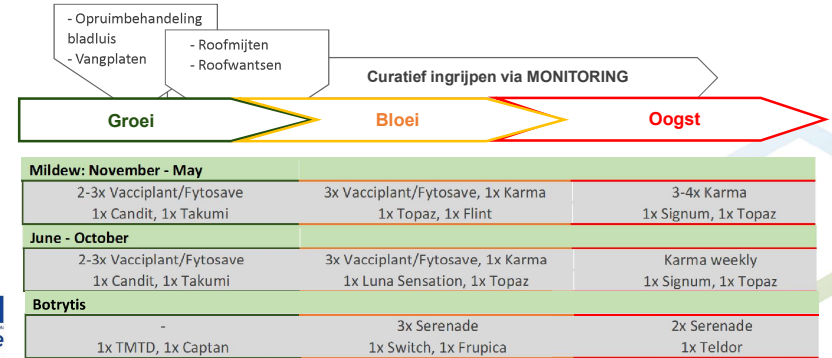 - Opruimbehandeling
bladluis
- Vangplaten
- Roofmijten
- Roofwantsen
Curatief ingrijpen via MONITORING
Groei
Bloei
Oogst
Mildew: November - May
2-3x Vacciplant/Fytosave
1x Candit, 1x Takumi
3x Vacciplant/Fytosave, 1x Karma
1x Topaz, 1x Flint
3-4x Karma
1x Signum, 1x Topaz
June - October
2-3x Vacciplant/Fytosave
1x Candit, 1x Takumi
3x Vacciplant/Fytosave, 1x Karma
1x Luna Sensation, 1x Topaz
Karma weekly
1x Signum, 1x Topaz
Botrytis
-
1x TMTD, 1x Captan
3x Serenade
1x Switch, 1x Frupica
2x Serenade
1x Teldor